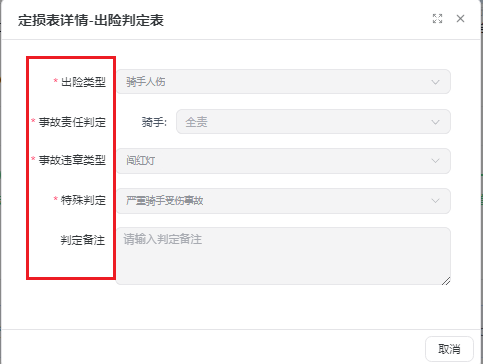 定损表详情-出险判定表
* 出险类型 骑手人伤
* 事故责任判定 骑手: 全责
* 事故违章类型 闯红灯
* 特殊判定 严重骑手受伤事故
判定备注 请输入判定备注
取消